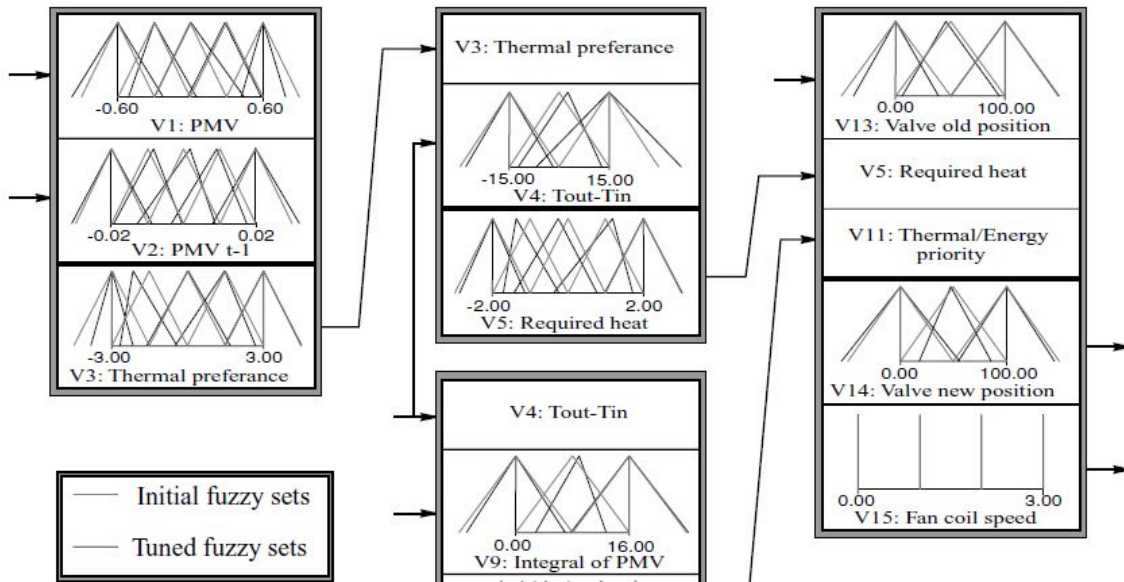 -0.60 0.60
V1: PMV
-0.02 0.02
V2: PMV t-1
-3.00 3.00
V3: Thermal preferance
V3: Thermal preferance
-15.00 15.00
V4: Tout-Tin
-2.00 2.00
V5: Required heat
V4: Tout-Tin
0.00 16.00
V9: Integral of PMV
0.00 100.00
V13: Valve old position
V5: Required heat
V11: Thermal/Energy
priority
0.00 100.00
V14: Valve new position
0.00 3.00
V15: Fan coil speed
Initial fuzzy sets
Tuned fuzzy sets